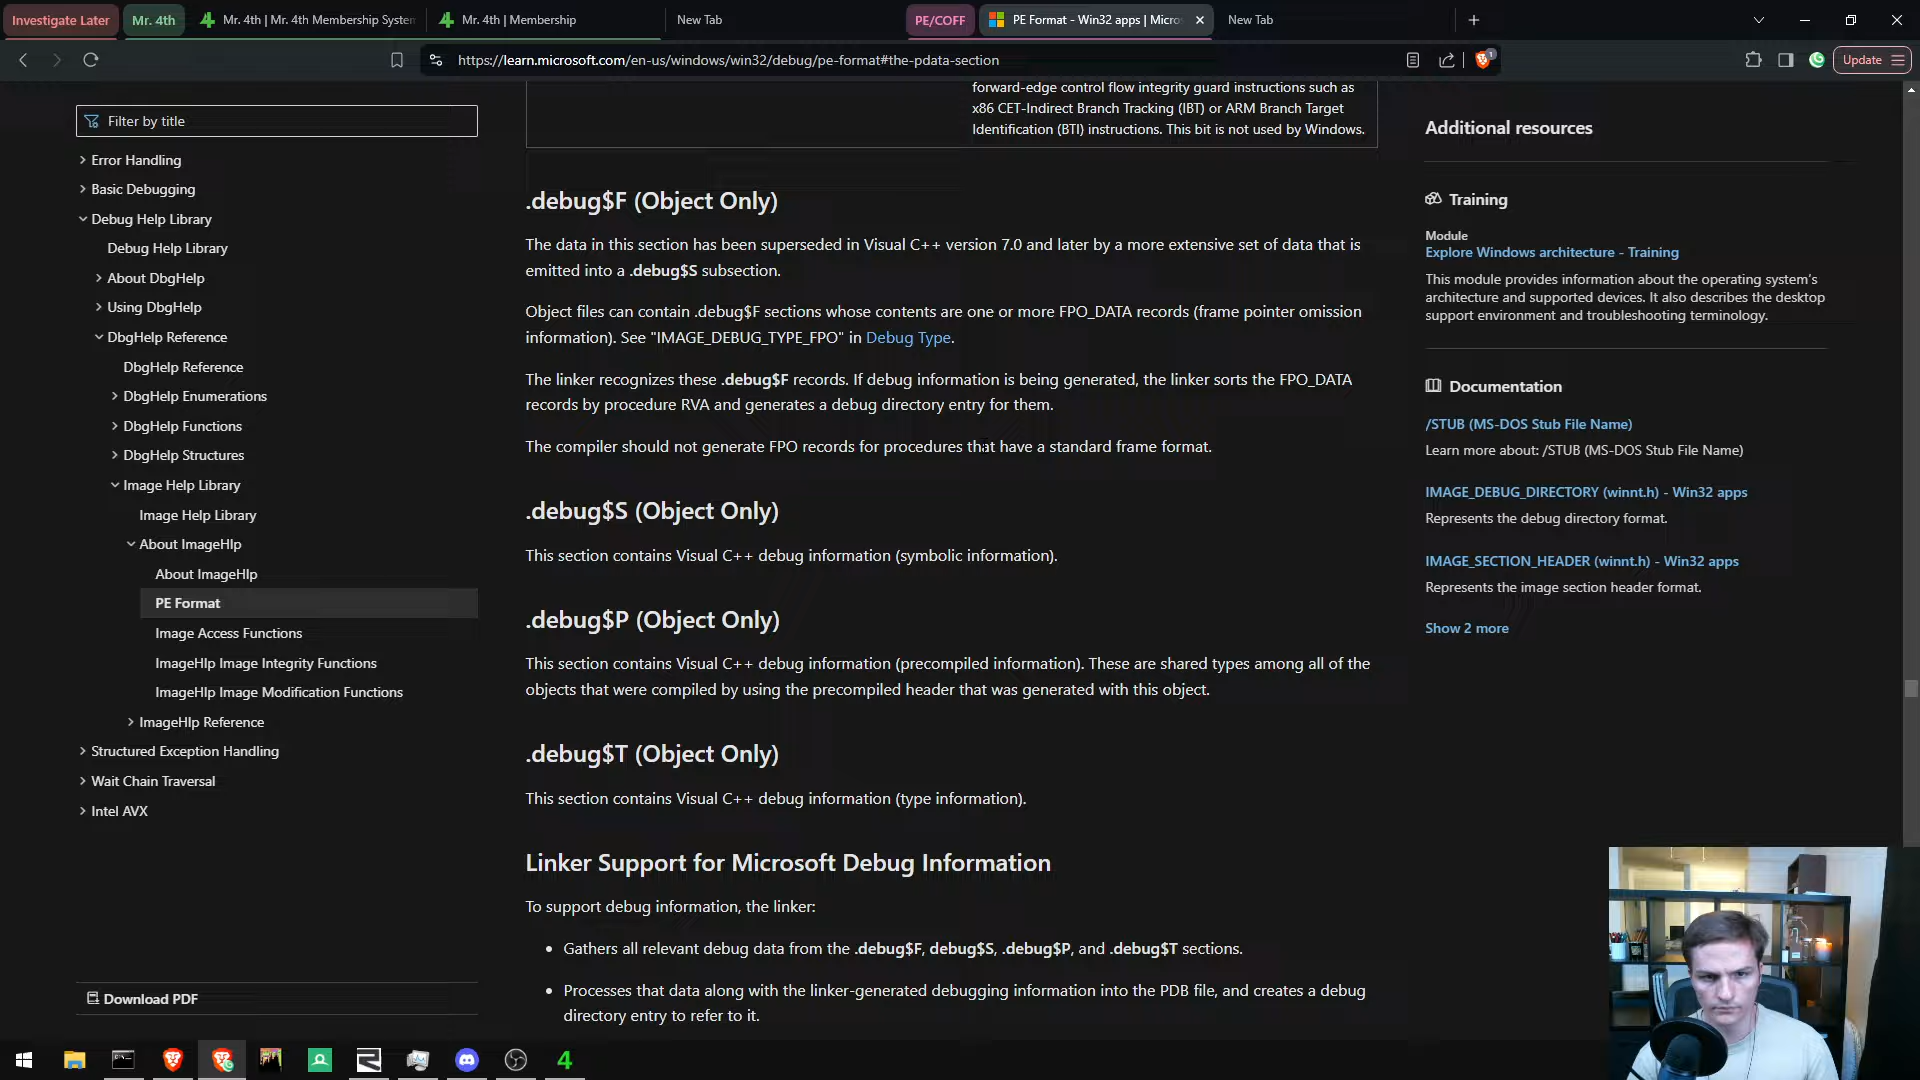 Investigate Later
Mr. 4th
Mr. 4th | Mr. 4th Membership System
Mr. 4th | Membership
New Tab
PE/COFF
PE Format - Win32 apps | Micros
New Tab
https://learn.microsoft.com/en-us/windows/win32/debug/pe-format#the-pdata-section
1
Update
Filter by title
Error Handling
Basic Debugging
Debug Help Library
Debug Help Library
About DbgHelp
Using DbgHelp
DbgHelp Reference
DbgHelp Reference
DbgHelp Enumerations
DbgHelp Functions
DbgHelp Structures
Image Help Library
Image Help Library
About ImageHlp
About ImageHlp
PE Format
Image Access Functions
ImageHlp Image Integrity Functions
ImageHlp Image Modification Functions
ImageHlp Reference
Structured Exception Handling
Wait Chain Traversal
Intel AVX
Download PDF
forward-edge control flow integrity guard instructions such as
x86 CET-Indirect Branch Tracking (IBT) or ARM Branch Target
Identification (BTI) instructions. This bit is not used by Windows.
.debug$F (Object Only)
The data in this section has been superseded in Visual C++ version 7.0 and later by a more extensive set of data that is
emitted into a .debug$S subsection.
Object files can contain .debug$F sections whose contents are one or more FPO_DATA records (frame pointer omission
information). See "IMAGE_DEBUG_TYPE_FPO" in Debug Type.
The linker recognizes these .debug$F records. If debug information is being generated, the linker sorts the FPO_DATA
records by procedure RVA and generates a debug directory entry for them.
The compiler should not generate FPO records for procedures that have a standard frame format.
.debug$S (Object Only)
This section contains Visual C++ debug information (symbolic information).
.debug$P (Object Only)
This section contains Visual C++ debug information (precompiled information). These are shared types among all of the
objects that were compiled by using the precompiled header that was generated with this object.
.debug$T (Object Only)
This section contains Visual C++ debug information (type information).
Linker Support for Microsoft Debug Information
To support debug information, the linker:
Gathers all relevant debug data from the .debug$F, debug$S, .debug$P, and .debug$T sections.
Processes that data along with the linker-generated debugging information into the PDB file, and creates a debug
directory entry to refer to it.
Additional resources
Training
Module
Explore Windows architecture - Training
This module provides information about the operating system's
architecture and supported devices. It also describes the desktop
support environment and troubleshooting terminology.
Documentation
/STUB (MS-DOS Stub File Name)
Learn more about: /STUB (MS-DOS Stub File Name)
IMAGE_DEBUG_DIRECTORY (winnt.h) - Win32 apps
Represents the debug directory format.
IMAGE_SECTION_HEADER (winnt.h) - Win32 apps
Represents the image section header format.
Show 2 more